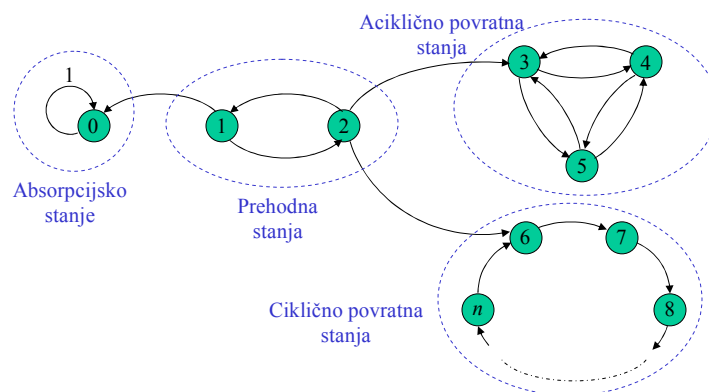 Aciklično povratna
stanja
1
0
1
2
3
4
5
Absorpcijsko
stanje
Prehodna
stanja
6
7
8
n
Ciklično povratna
stanja